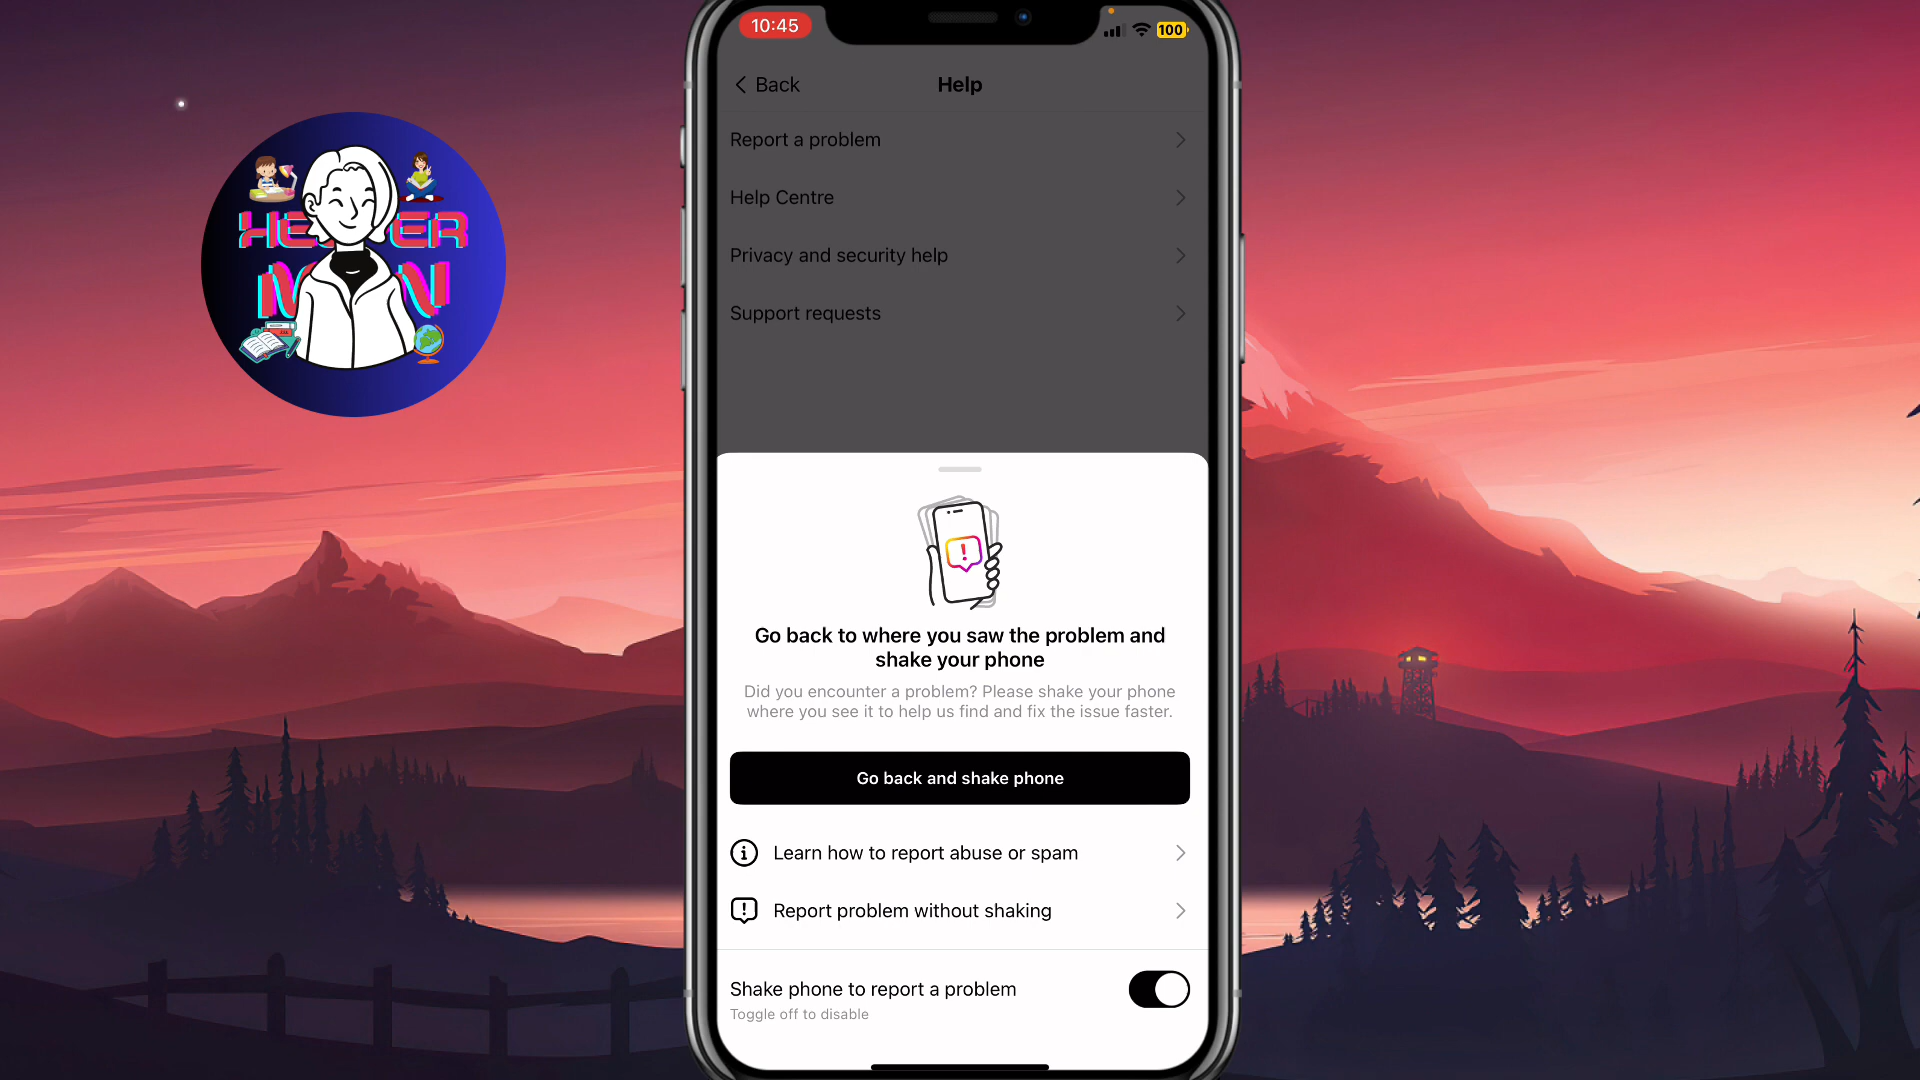 10:45
100
Back
Help
Report a problem
Help Centre
Privacy and security help
Support requests
Go back to where you saw the problem and
shake your phone
Did you encounter a problem? Please shake your phone
where you see it to help us find and fix the issue faster.
Go back and shake phone
Learn how to report abuse or spam
Report problem without shaking
Shake phone to report a problem
Toggle off to disable